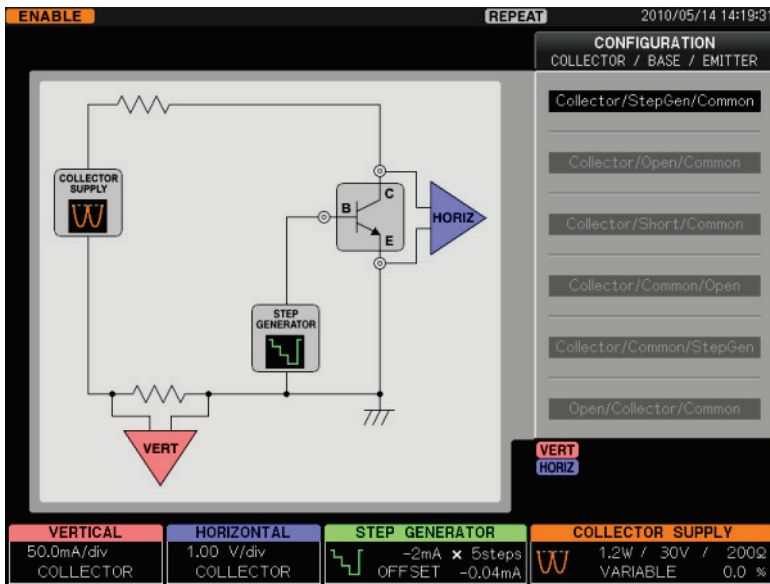 ENABLE REPEAT 2010/05/14 14:19:31
CONFIGURATION
COLLECTOR / BASE / EMITTER
Collector/StepGen/Common
Collector/Open/Common
Collector/Short/Common
Collector/Common/Open
Collector/Common/StepGen
Open/Collector/Common
COLLECTOR
SUPPLY
C
B
E
HORIZ
STEP
GENERATOR
VERT
VERT
HORIZ
VERTICAL
50.0mA/div
COLLECTOR
HORIZONTAL
1.00 V/div
COLLECTOR
STEP GENERATOR
-2mA × 5steps
OFFSET -0.04mA
COLLECTOR SUPPLY
1.2W / 30V / 200Ω
VARIABLE 0.0 %